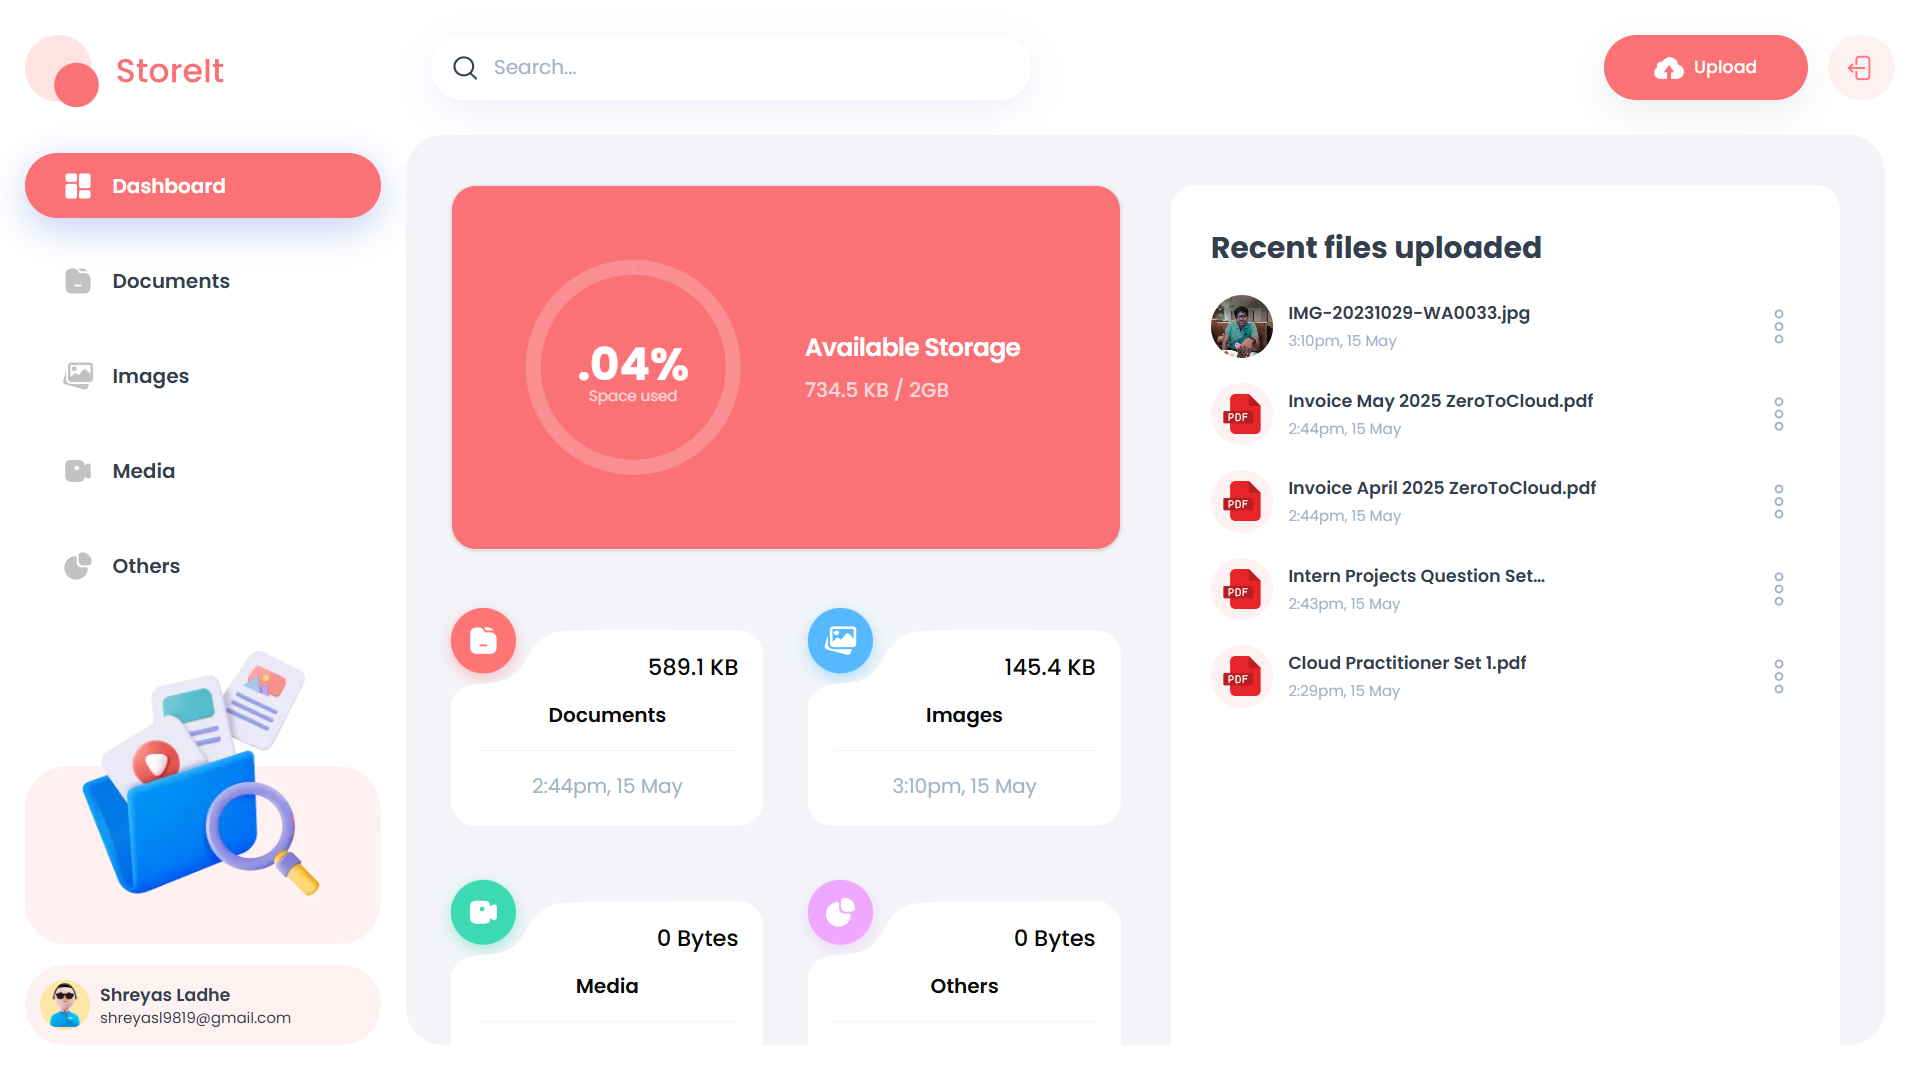 StoreIt
Search...
Upload
Dashboard
Documents
Images
Media
Others
Shreyas Ladhe
shreyasl9819@gmail.com
.04%
Space used
Available Storage
734.5 KB / 2GB
589.1 KB
Documents
2:44pm, 15 May
145.4 KB
Images
3:10pm, 15 May
0 Bytes
Media
0 Bytes
Others
Recent files uploaded
IMG-20231029-WA0033.jpg
3:10pm, 15 May
PDF
Invoice May 2025 ZeroToCloud.pdf
2:44pm, 15 May
PDF
Invoice April 2025 ZeroToCloud.pdf
2:44pm, 15 May
PDF
Intern Projects Question Set...
2:43pm, 15 May
PDF
Cloud Practitioner Set 1.pdf
2:29pm, 15 May